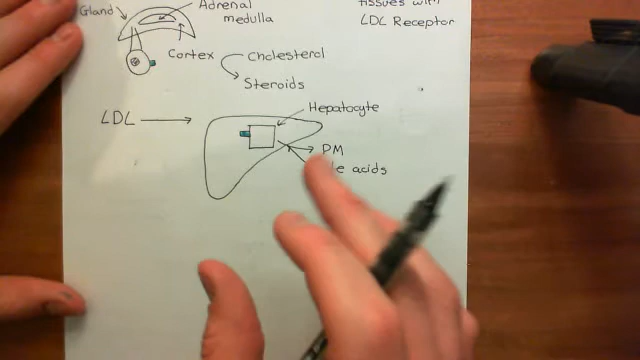 Gland
Adrenal
medulla
tissues with
LDL Receptor
Cortex
Cholesterol
Steroids
LDL
Hepatocyte
PM
acids